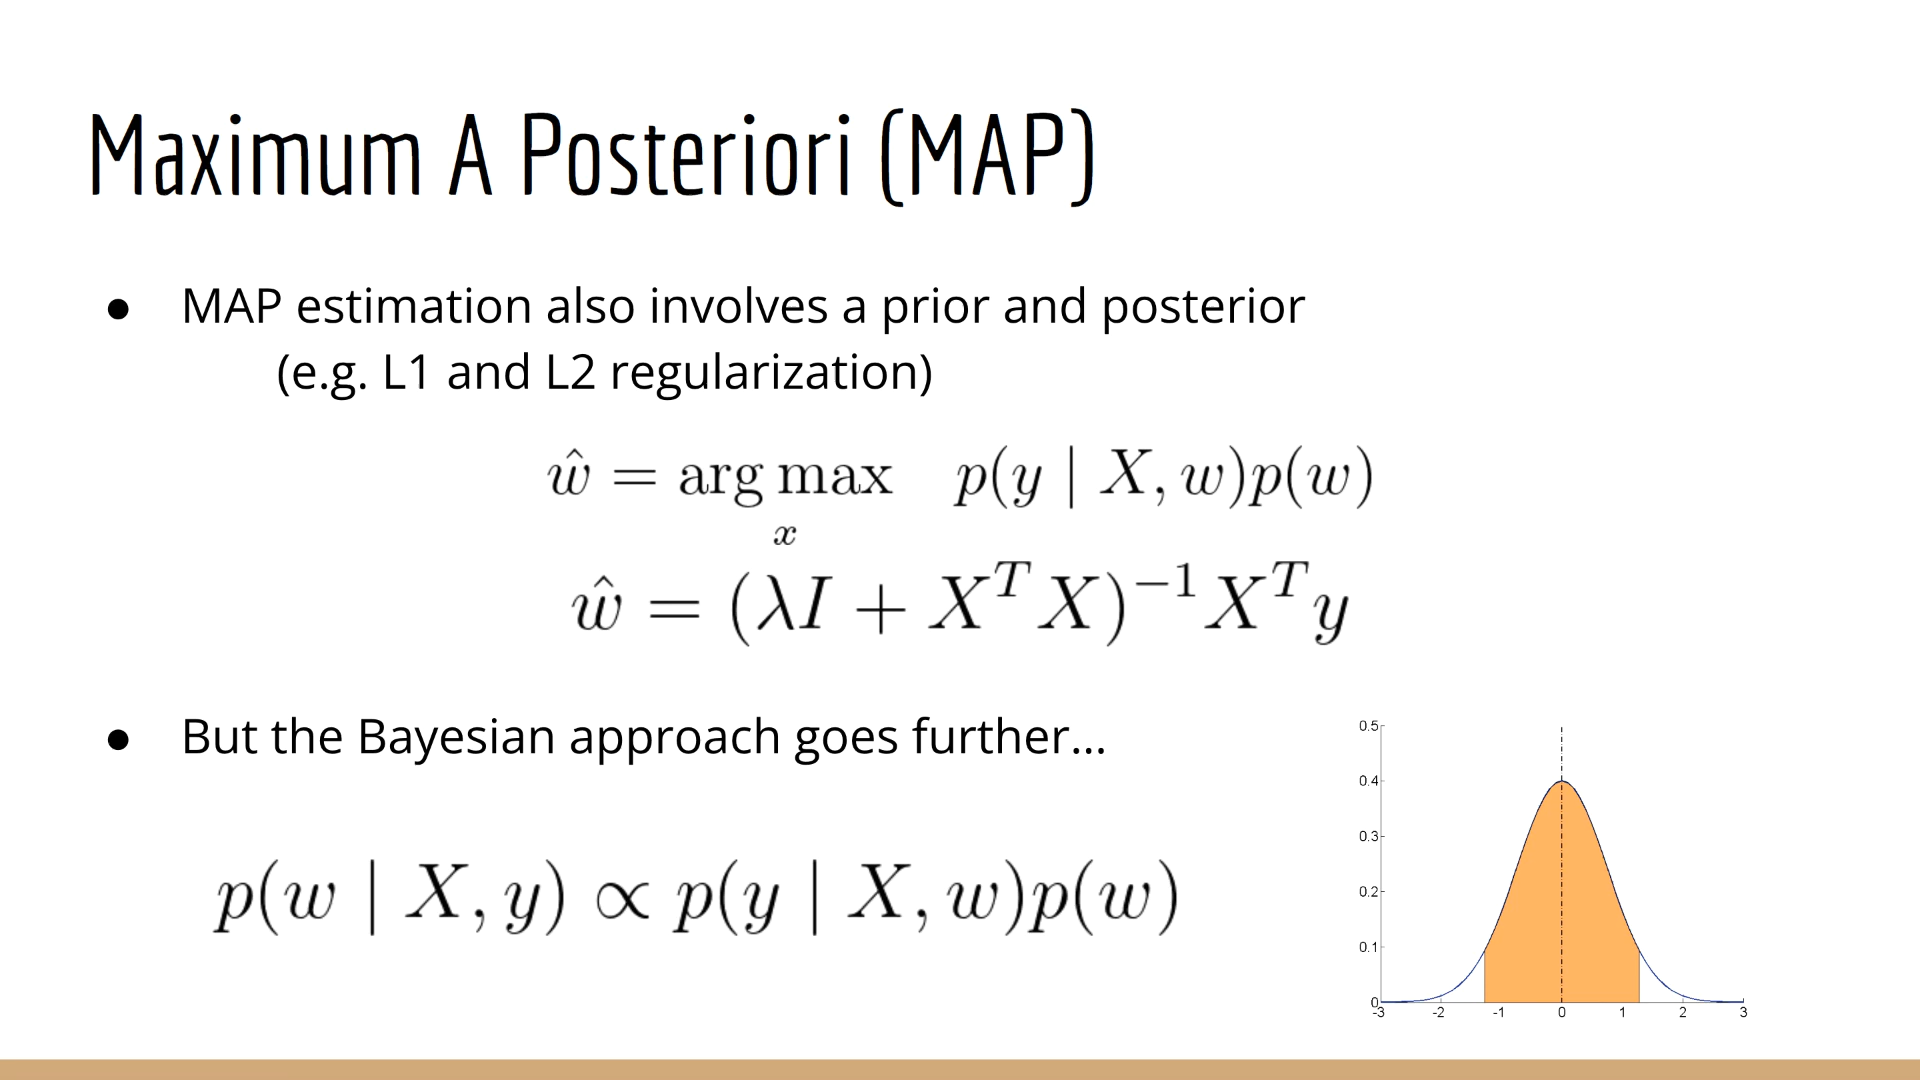 Maximum A Posteriori (MAP)
● MAP estimation also involves a prior and posterior
(e.g. L1 and L2 regularization)
ŵ = arg max p(y | X, w)p(w)
x
ŵ = (λI + XᵀX)⁻¹Xᵀy
● But the Bayesian approach goes further...
p(w | X, y) ∝ p(y | X, w)p(w)
0.5
0.4
0.3
0.2
0.1
0
-3 -2 -1 0 1 2 3